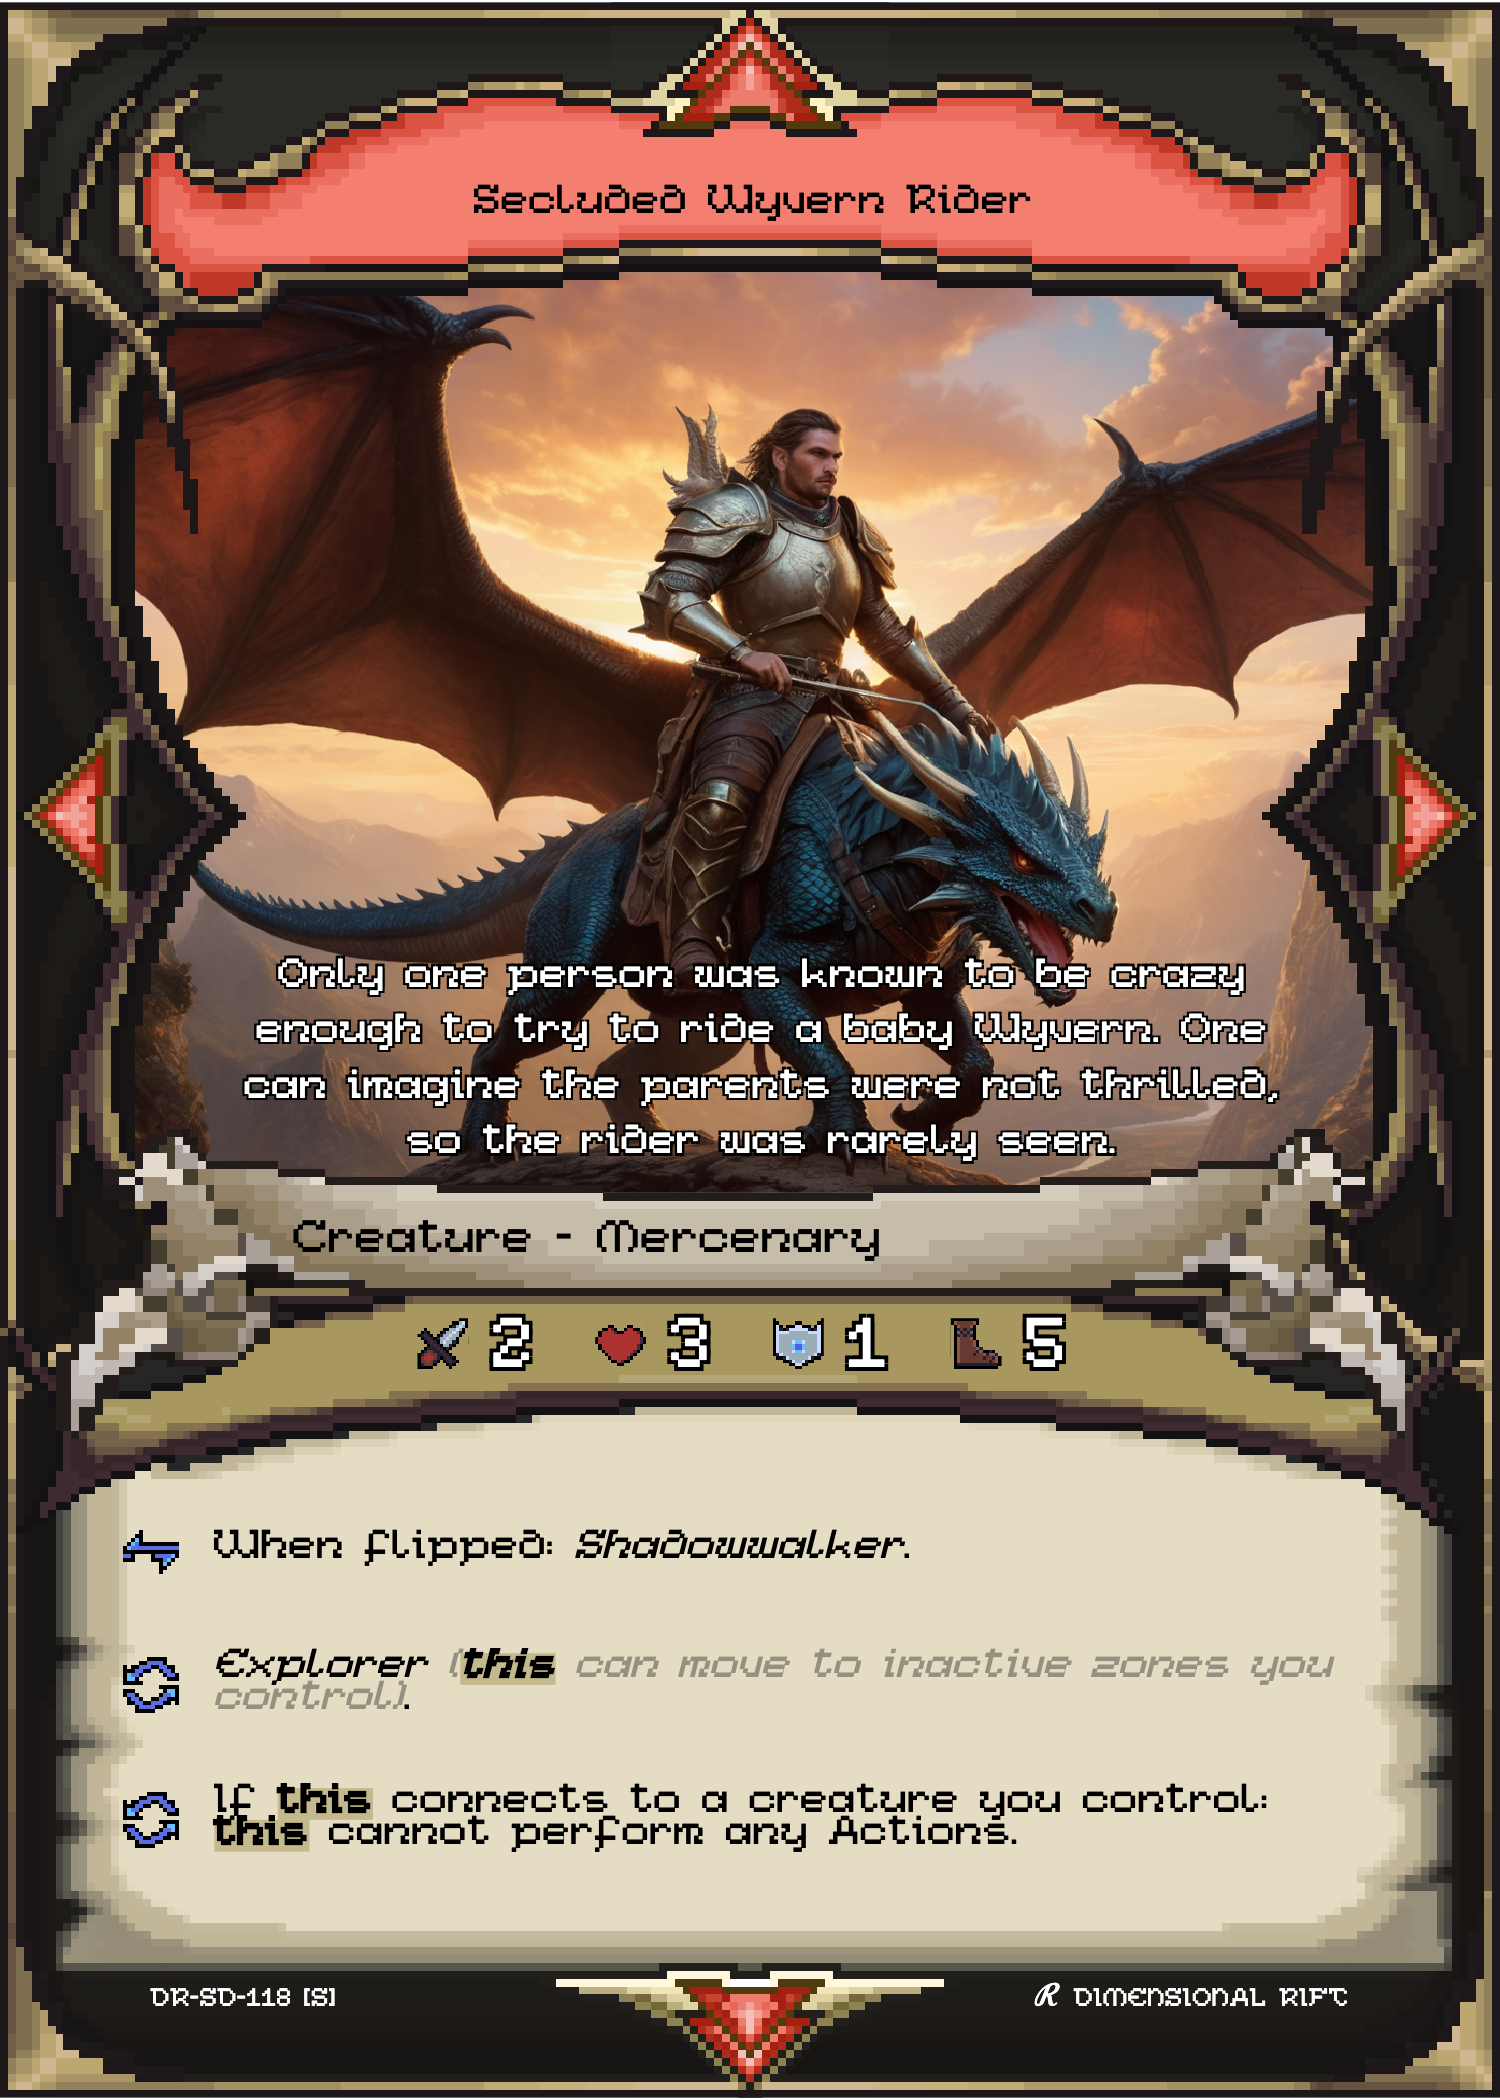 Secluded Wyvern Rider
Only one person was known to be crazy
enough to try to ride a baby Wyvern. One
can imagine the parents were not thrilled,
so the rider was rarely seen.
Creature - Mercenary
2 3 1 5
When flipped: Shadowwalker.
Explorer (this can move to inactive zones you
control).
If this connects to a creature you control:
this cannot perform any Actions.
DR-SD-118 [S]
R DIMENSIONAL RIFT